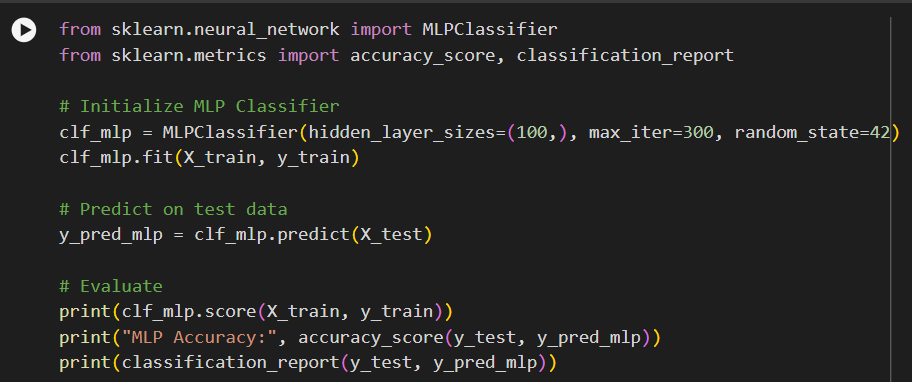 from sklearn.neural_network import MLPClassifier
from sklearn.metrics import accuracy_score, classification_report
# Initialize MLP Classifier
clf_mlp = MLPClassifier(hidden_layer_sizes=(100,), max_iter=300, random_state=42)
clf_mlp.fit(X_train, y_train)
# Predict on test data
y_pred_mlp = clf_mlp.predict(X_test)
# Evaluate
print(clf_mlp.score(X_train, y_train))
print("MLP Accuracy:", accuracy_score(y_test, y_pred_mlp))
print(classification_report(y_test, y_pred_mlp))